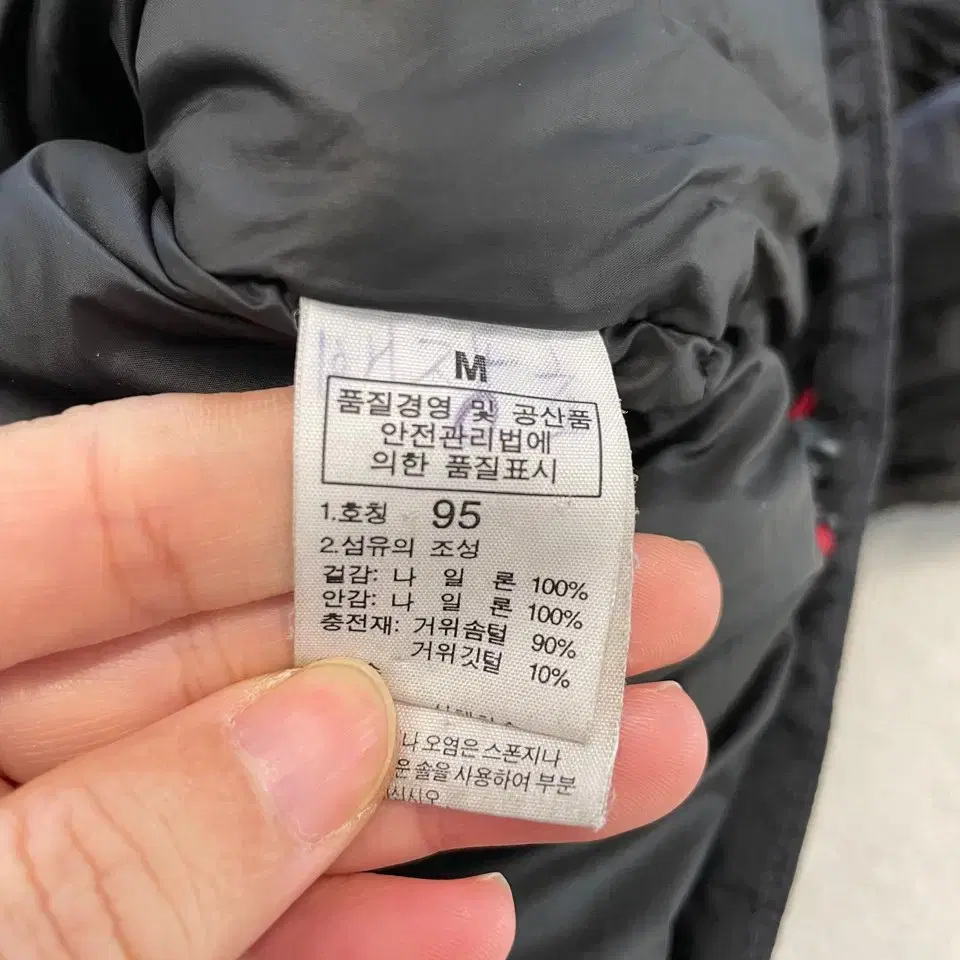 M
품질경영 및 공산품
안전관리법에
의한 품질표시
1.호칭 95
2.섬유의 조성
겉감: 나 일 론 100%
안감: 나 일 론 100%
충전재: 거위솜털 90%
거위깃털 10%
나 오염은 스폰지나
운 솔을 사용하여 부분
십시오.